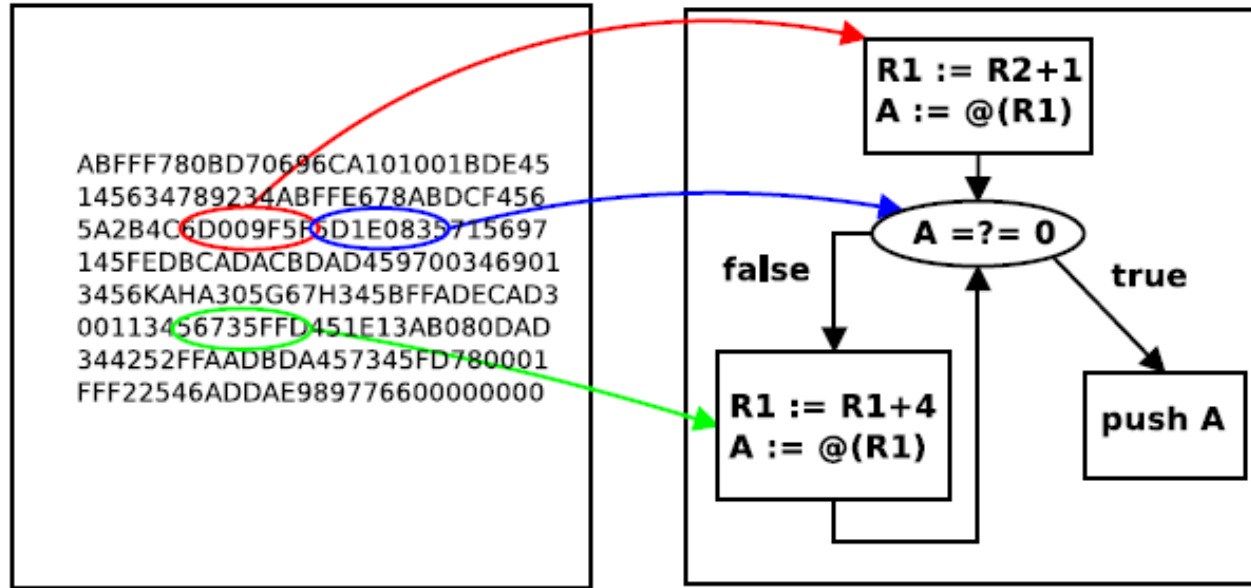 ABFFF780BD70696CA101001BDE45
145634789234ABFFE678ABDCF456
5A2B4C6D009F5F6D1E0835715697
145FEDBCADACBDAD459700346901
3456KAHA305G67H345BFFADECAD3
00113456735FFD451E13AB080DAD
344252FFAADBDA457345FD780001
FFF22546ADDAE989776600000000
R1 := R2+1
A := @(R1)
A =?= 0
false
true
R1 := R1+4
A := @(R1)
push A